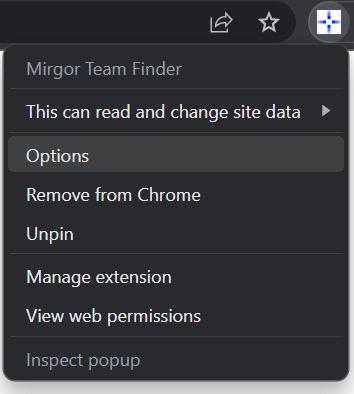 Mirgor Team Finder
This can read and change site data
Options
Remove from Chrome
Unpin
Manage extension
View web permissions
Inspect popup